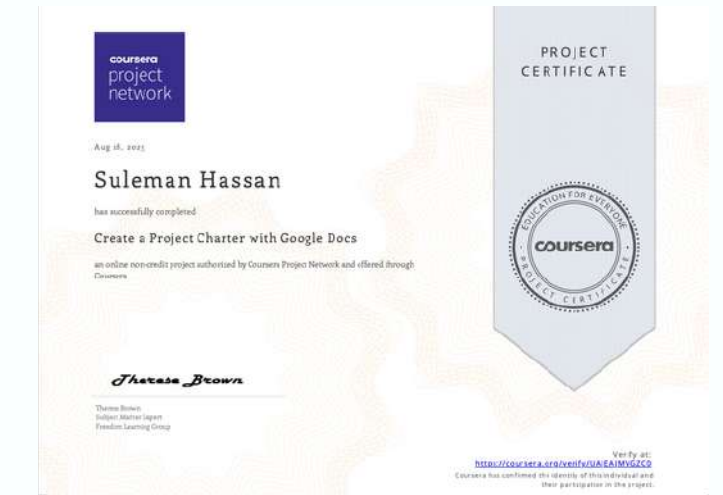 coursera
project
network
PROJECT
CERTIFICATE
Aug 18, 2023
Suleman Hassan
has successfully completed
Create a Project Charter with Google Docs
an online non-credit project authorized by Coursera Project Network and offered through
Coursera
EDUCATION FOR EVERYONE
coursera
PROJECT CERTIFICATE
Therese Brown
Therese Brown
Subject Matter Expert
Freedom Learning Group
Verify at:
https://coursera.org/verify/
Coursera has confirmed the identity of this individual and
their participation in the project.